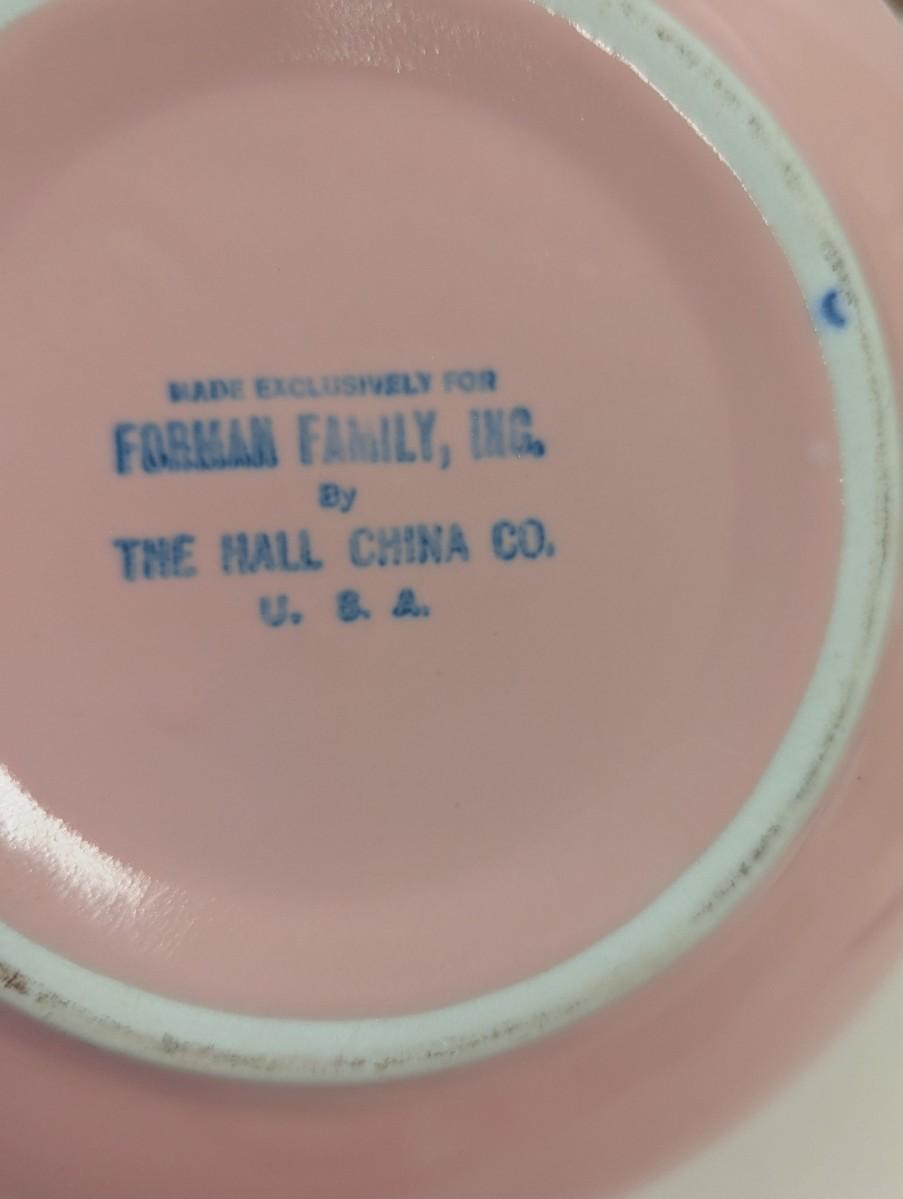 MADE EXCLUSIVELY FOR
FORMAN FAMILY, INC.
By
THE HALL CHINA CO.
U. S. A.